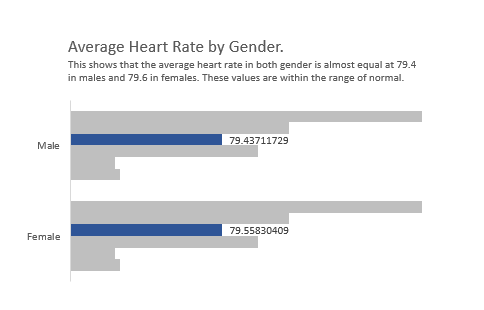 Average Heart Rate by Gender.
This shows that the average heart rate in both gender is almost equal at 79.4
in males and 79.6 in females. These values are within the range of normal.
79.43711729
Male
79.55830409
Female